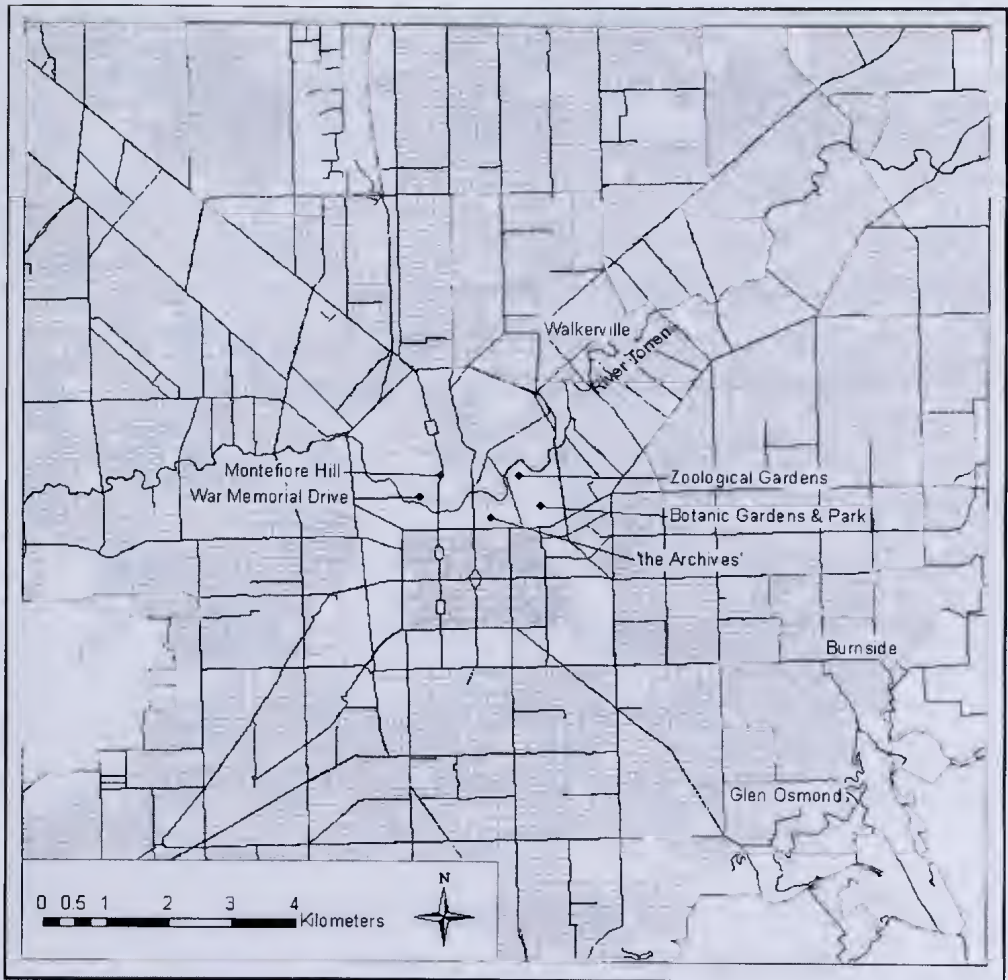 Walkerville
River Torrens
Montefiore Hill
Zoological Gardens
War Memorial Drive
Botanic Gardens & Park
'the Archives'
Burnside
Glen Osmond
N
0 0.5 1 2 3 4
Kilometers